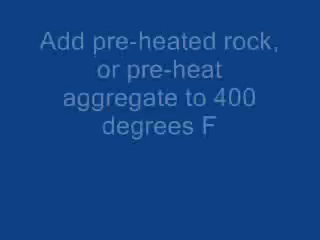 Add pre-heated rock,
or pre-heat
aggregate to 400
degrees F